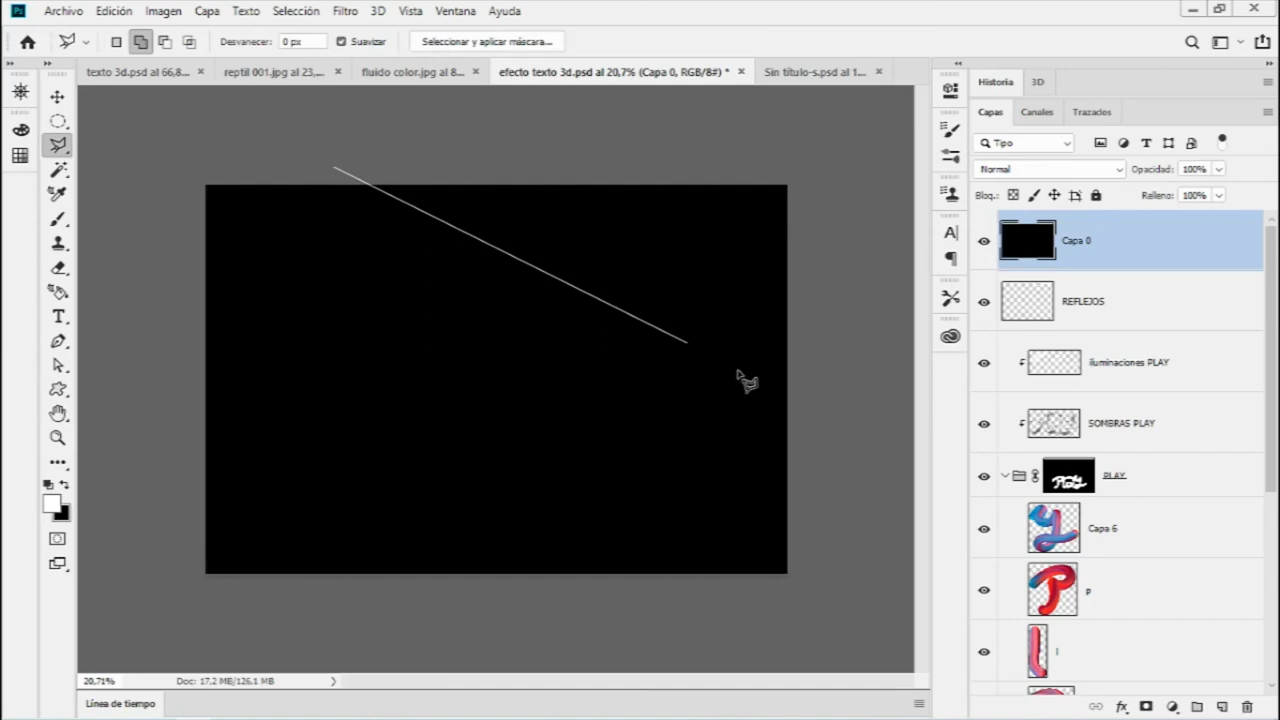 Ps Archivo Edición Imagen Capa Texto Selección Filtro 3D Vista Ventana Ayuda
Desvanecer: 0 px Suavizar Seleccionar y aplicar máscara...
texto 3d.psd al 66,8... × reptil 001.jpg al 23,... × fluido color.jpg al 8... × efecto texto 3d.psd al 20,7% (Capa 0, RGB/8#) * × Sin título-s.psd al 1... ×
Historia 3D
Capas Canales Trazados
Tipo
Normal Opacidad: 100%
Bloq.: Relleno: 100%
Capa 0
REFLEJOS
iluminaciones PLAY
SOMBRAS PLAY
PLAY
Capa 6
p
l
20,71% Doc: 17,2 MB/126,1 MB
Línea de tiempo